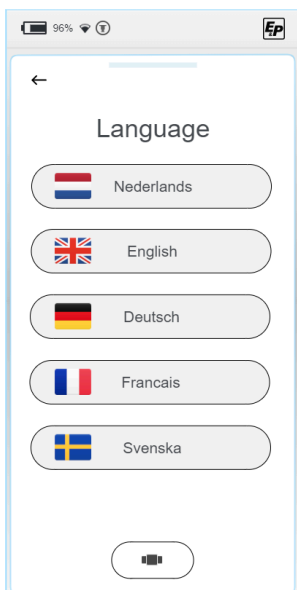 96% T EP
Language
Nederlands
English
Deutsch
Francais
Svenska